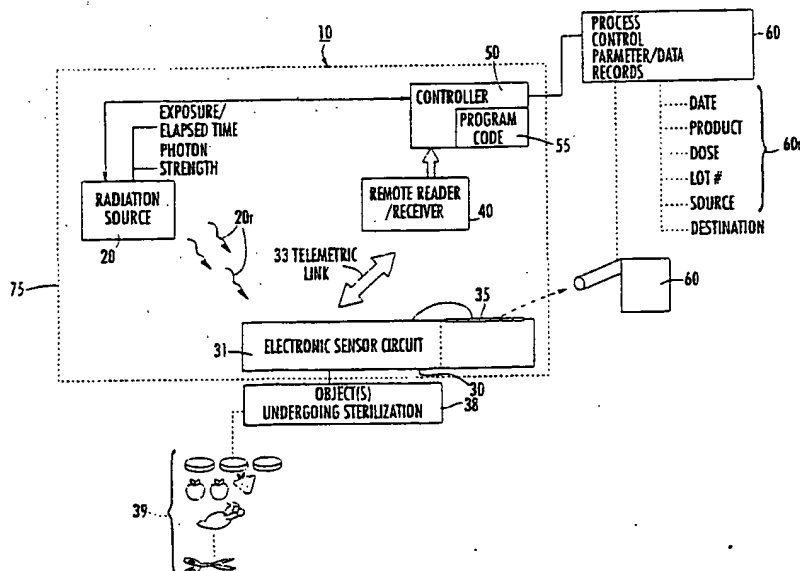 10
50
CONTROLLER
PROGRAM
CODE
55
EXPOSURE/
ELAPSED TIME
PHOTON
STRENGTH
RADIATION
SOURCE
20
20r
REMOTE READER
/RECEIVER
40
33 TELEMETRIC
LINK
75
35
31
ELECTRONIC SENSOR CIRCUIT
30
OBJECT(S)
UNDERGOING STERILIZATION
38
39
PROCESS
CONTROL
PARMETER/DATA
RECORDS
60
DATE
PRODUCT
DOSE
LOT #
SOURCE
DESTINATION
60